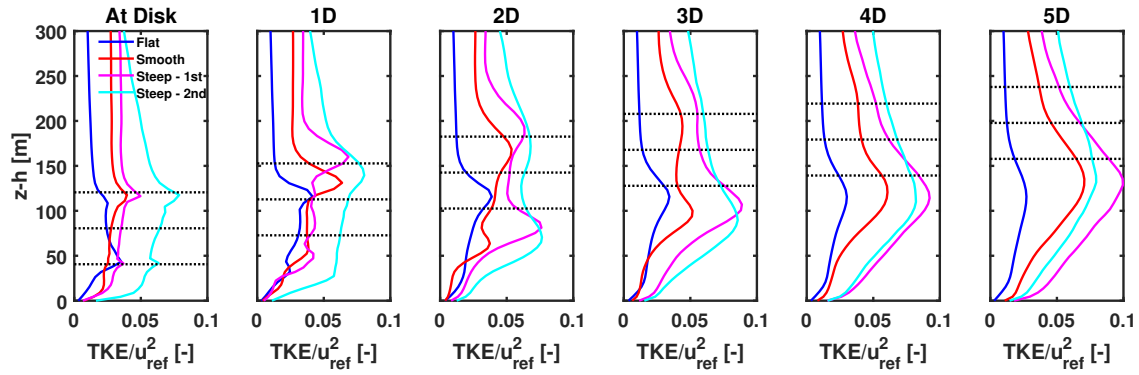 At Disk 1D 2D 3D 4D 5D
300
250
200
150
100
50
0
z-h [m]
Flat
Smooth
Steep - 1st
Steep - 2nd
0 0.05 0.1 0 0.05 0.1 0 0.05 0.1 0 0.05 0.1 0 0.05 0.1 0 0.05 0.1
TKE/u²ref [-] TKE/u²ref [-] TKE/u²ref [-] TKE/u²ref [-] TKE/u²ref [-] TKE/u²ref [-]